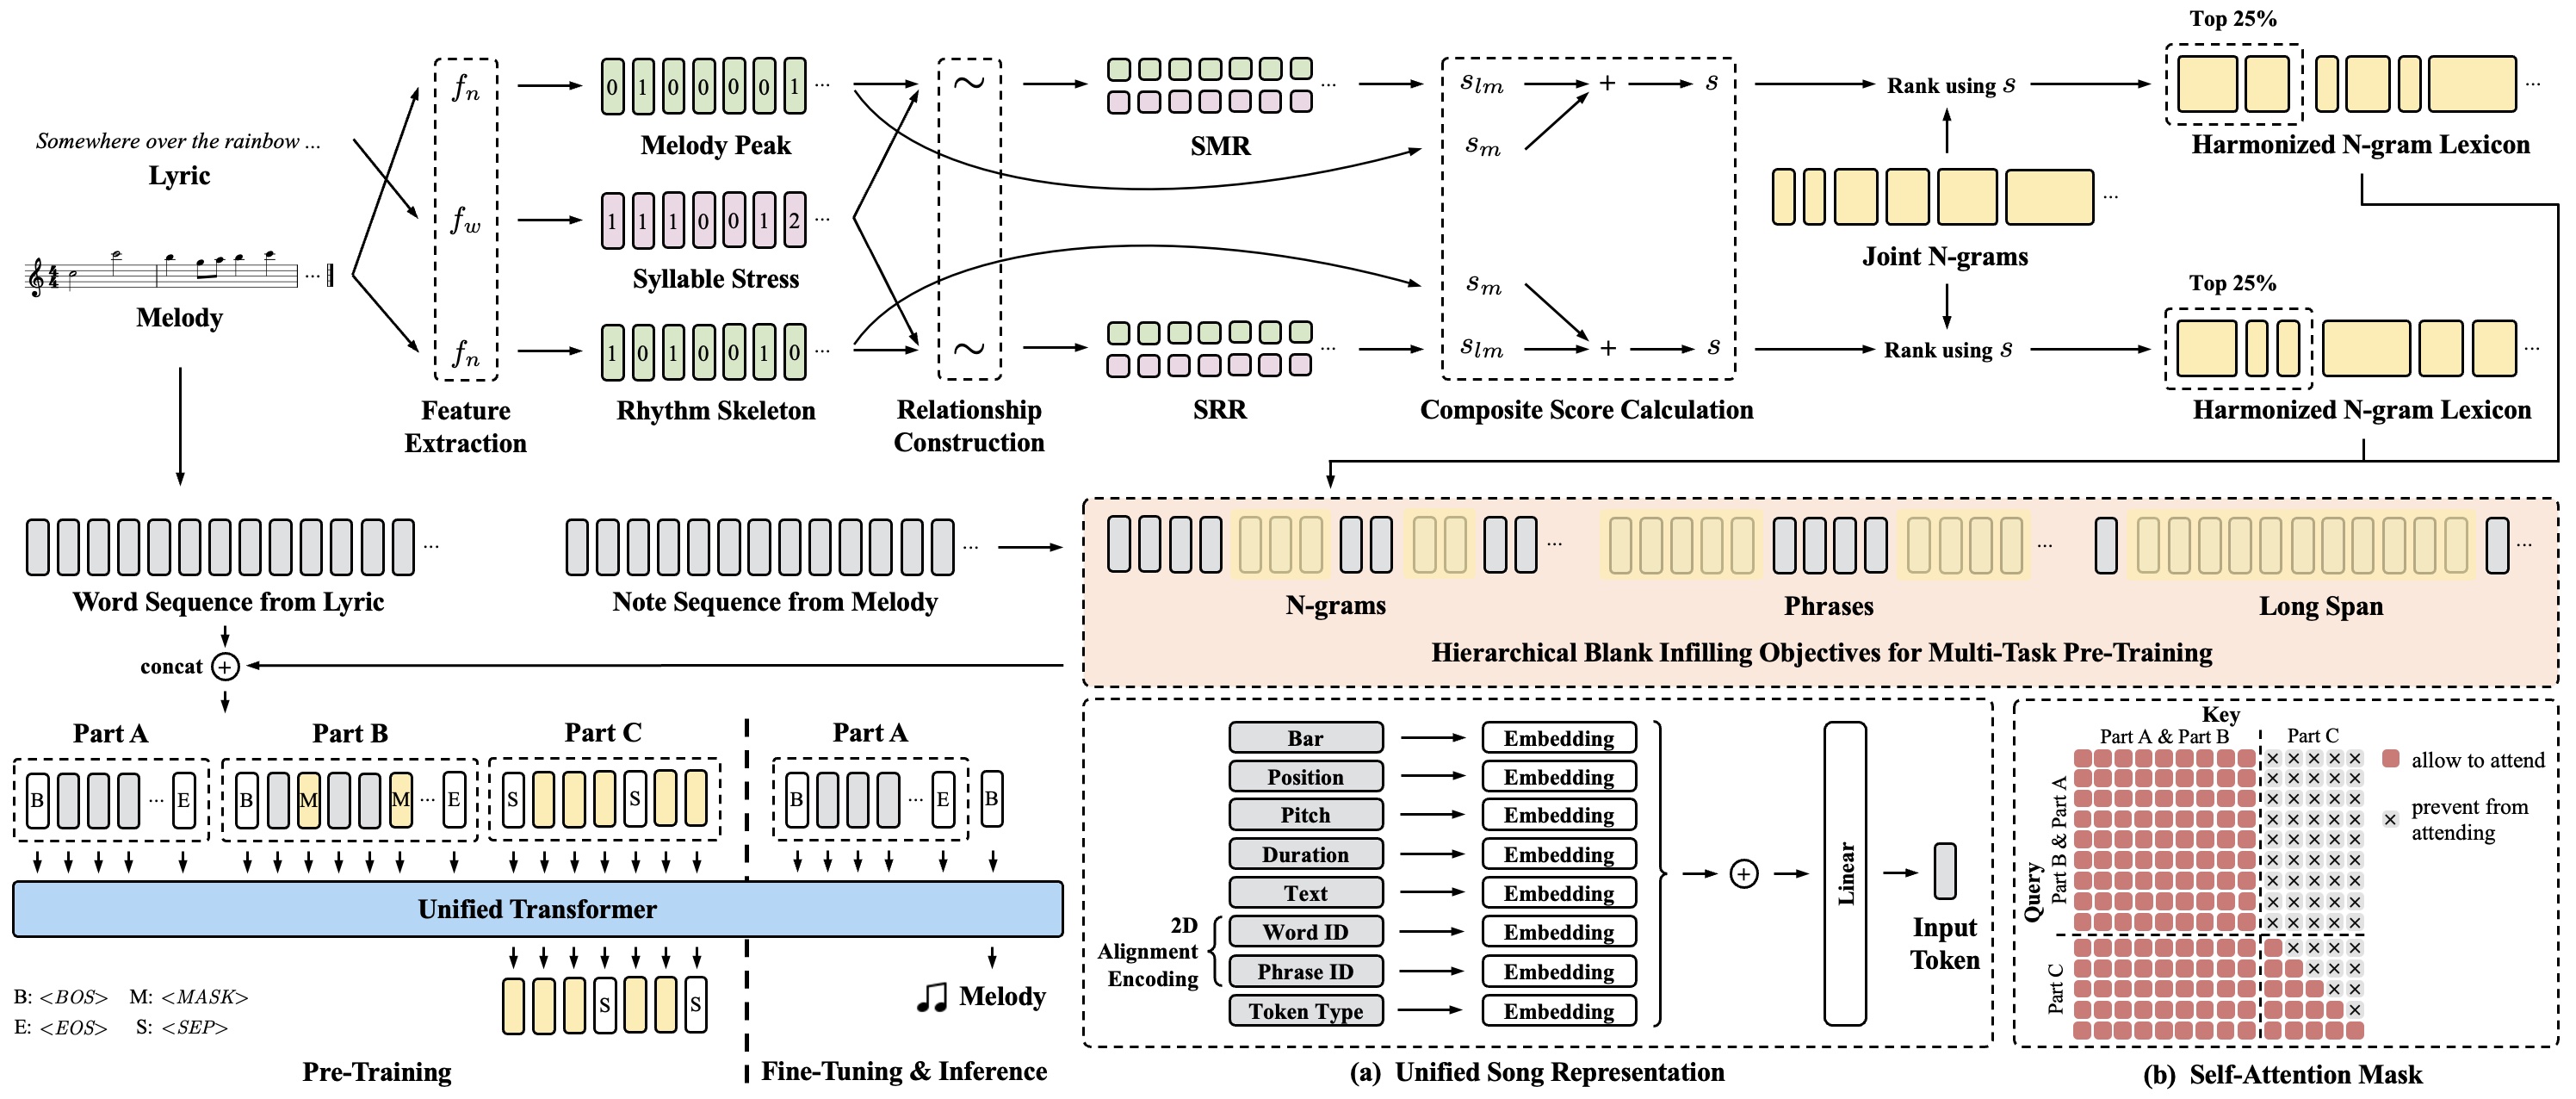 Somewhere over the rainbow ...
Lyric
Melody
f_n
f_w
f_n
Feature
Extraction
0 1 0 0 0 0 1 ...
Melody Peak
1 1 1 0 0 1 2 ...
Syllable Stress
1 0 1 0 0 1 0 ...
Rhythm Skeleton
~
~
Relationship
Construction
...
SMR
...
SRR
s_{lm} + s
s_m
s_m
s_{lm} + s
Composite Score Calculation
Rank using s
...
Joint N-grams
Rank using s
Top 25%
...
Harmonized N-gram Lexicon
Top 25%
...
Harmonized N-gram Lexicon
...
Word Sequence from Lyric
...
Note Sequence from Melody
... ... ...
N-grams
Phrases
Long Span
Hierarchical Blank Infilling Objectives for Multi-Task Pre-Training
concat +
Part A
B ... E
Part B
B M M ... E
Part C
S S
Part A
B ... E B
Unified Transformer
S S
Melody
B: <BOS> M: <MASK>
E: <EOS> S: <SEP>
Pre-Training
Fine-Tuning & Inference
Bar Embedding
Position Embedding
Pitch Embedding
Duration Embedding
Text Embedding
Word ID Embedding
Phrase ID Embedding
Token Type Embedding
2D
Alignment
Encoding
+
Linear
Input
Token
(a) Unified Song Representation
Key
Part A & Part B
Part C
Query
Part B & Part A
Part C
allow to attend
prevent from
attending
(b) Self-Attention Mask